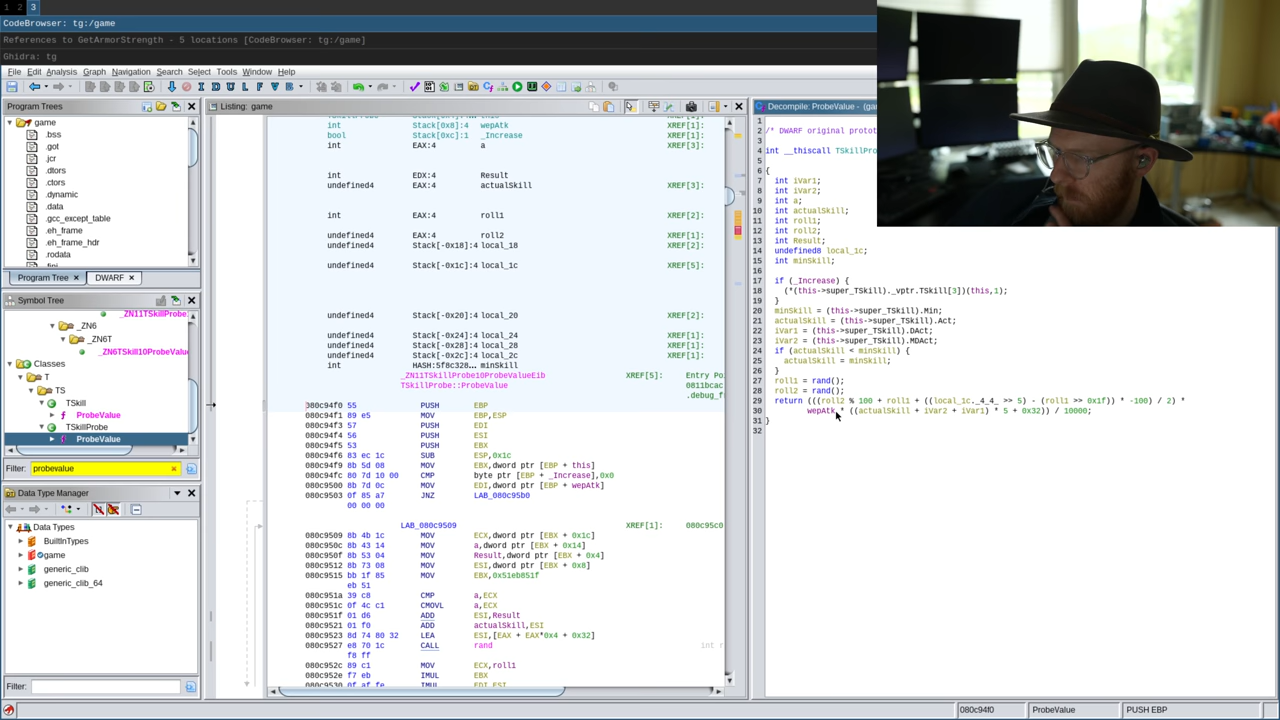 1 2 3
CodeBrowser: tg:/game
References to GetArmorStrength - 5 locations [CodeBrowser: tg:/game]
Ghidra: tg
File Edit Analysis Graph Navigation Search Select Tools Window Help
I D U L F V B
Program Trees
game
.bss
.got
.jcr
.dtors
.ctors
.dynamic
.data
.gcc_except_table
.eh_frame
.eh_frame_hdr
.rodata
Program Tree DWARF
Symbol Tree
_ZN11TSkillProbe
_ZN6
_ZN6T
_ZN6TSkill10ProbeValue
Classes
T
TS
TSkill
ProbeValue
TSkillProbe
ProbeValue
Filter: probevalue
Data Type Manager
Data Types
BuiltInTypes
game
generic_clib
generic_clib_64
Filter:
Listing: game
int Stack[0x8]:4 wepAtk XREF[1]:
bool Stack[0xc]:1 _Increase XREF[1]:
int EAX:4 a XREF[3]:
int EDX:4 Result
undefined4 EAX:4 actualSkill XREF[3]:
int EAX:4 roll1 XREF[2]:
undefined4 EAX:4 roll2 XREF[1]:
undefined4 Stack[-0x18]:4 local_18 XREF[2]:
undefined4 Stack[-0x1c]:4 local_1c XREF[5]:
undefined4 Stack[-0x20]:4 local_20 XREF[2]:
undefined4 Stack[-0x24]:4 local_24 XREF[1]:
undefined4 Stack[-0x28]:4 local_28 XREF[1]:
undefined4 Stack[-0x2c]:4 local_2c XREF[1]:
int HASH:5f8c328… minSkill
_ZN11TSkillProbe10ProbeValueEib XREF[5]: Entry Po
TSkillProbe::ProbeValue 0811bcac
.debug_f
080c94f0 55 PUSH EBP
080c94f1 89 e5 MOV EBP,ESP
080c94f3 57 PUSH EDI
080c94f4 56 PUSH ESI
080c94f5 53 PUSH EBX
080c94f6 83 ec 1c SUB ESP,0x1c
080c94f9 8b 5d 08 MOV EBX,dword ptr [EBP + this]
080c94fc 80 7d 10 00 CMP byte ptr [EBP + _Increase],0x0
080c9500 8b 7d 0c MOV EDI,dword ptr [EBP + wepAtk]
080c9503 0f 85 a7 JNZ LAB_080c95b0
00 00 00
LAB_080c9509 XREF[1]: 080c95c0
080c9509 8b 4b 1c MOV ECX,dword ptr [EBX + 0x1c]
080c950c 8b 43 14 MOV a,dword ptr [EBX + 0x14]
080c950f 8b 53 04 MOV Result,dword ptr [EBX + 0x4]
080c9512 8b 73 08 MOV ESI,dword ptr [EBX + 0x8]
080c9515 bb 1f 85 MOV EBX,0x51eb851f
eb 51
080c951a 39 c8 CMP a,ECX
080c951c 0f 4c c1 CMOVL a,ECX
080c951f 01 d6 ADD ESI,Result
080c9521 01 f0 ADD actualSkill,ESI
080c9523 8d 74 80 32 LEA ESI,[EAX + EAX*0x4 + 0x32]
080c9527 e8 70 1c CALL rand int r
f8 ff
080c952c 89 c1 MOV ECX,roll1
080c952e f7 eb IMUL EBX
080c9530 0f af fe IMUL EDI,ESI
Decompile: ProbeValue - (gam
1
2 /* DWARF original protot
3
4 int __thiscall TSkillPro
5
6 {
7 int iVar1;
8 int iVar2;
9 int a;
10 int actualSkill;
11 int roll1;
12 int roll2;
13 int Result;
14 undefined8 local_1c;
15 int minSkill;
16
17 if (_Increase) {
18 (*(this->super_TSkill)._vptr.TSkill[3])(this,1);
19 }
20 minSkill = (this->super_TSkill).Min;
21 actualSkill = (this->super_TSkill).Act;
22 iVar1 = (this->super_TSkill).DAct;
23 iVar2 = (this->super_TSkill).MDAct;
24 if (actualSkill < minSkill) {
25 actualSkill = minSkill;
26 }
27 roll1 = rand();
28 roll2 = rand();
29 return (((roll2 % 100 + roll1 + ((local_1c._4_4_ >> 5) - (roll1 >> 0x1f)) * -100) / 2) *
30 wepAtk * ((actualSkill + iVar2 + iVar1) * 5 + 0x32)) / 10000;
31 }
32
080c94f0 ProbeValue PUSH EBP